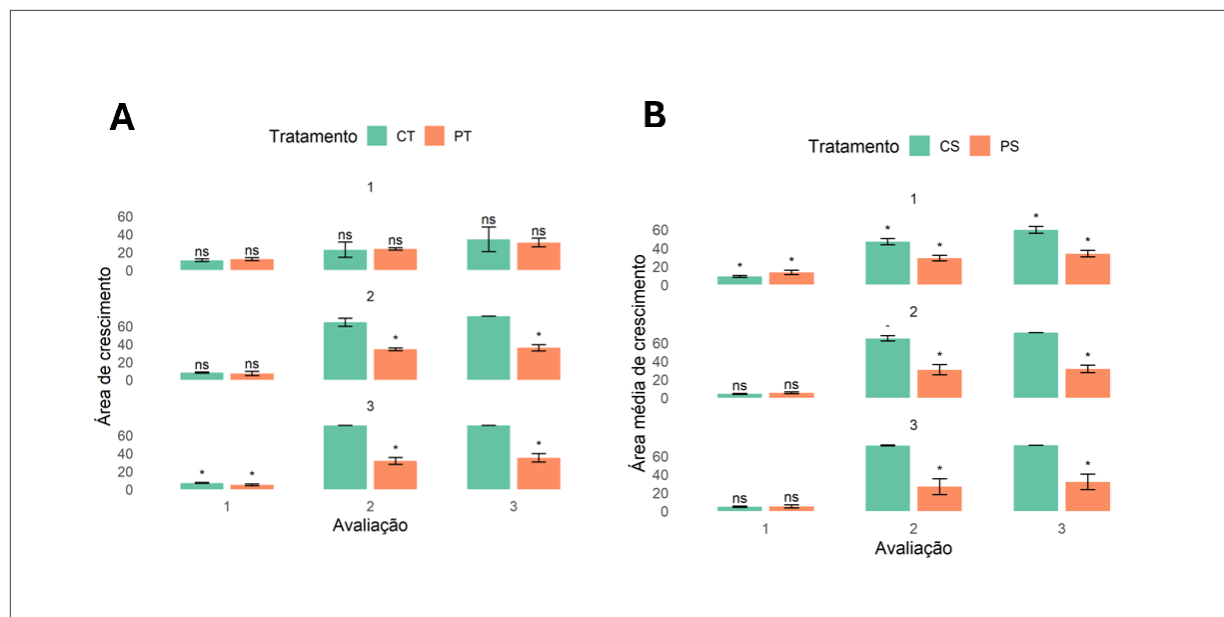 A
Tratamento CT PT
Área de crescimento
1
60
40
20
0
ns ns ns ns ns ns
2
60
40
20
0
ns ns * *
3
60
40
20
0
* * * *
1 2 3
Avaliação
B
Tratamento CS PS
Área média de crescimento
1
60
40
20
0
* * * * * *
2
60
40
20
0
ns ns * *
3
60
40
20
0
ns ns * *
1 2 3
Avaliação